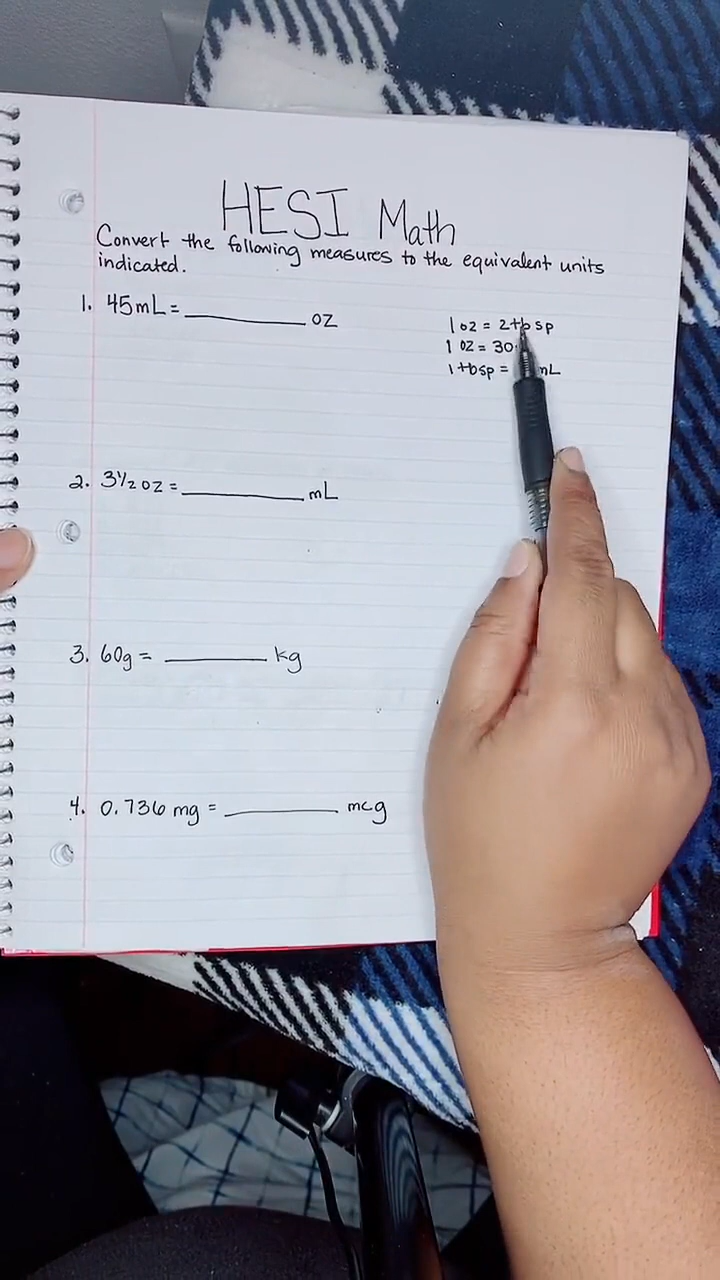 HESI Math
Convert the following measures to the equivalent units
indicated.
1. 45mL = ________ oz
1 oz = 2 tbsp
1 oz = 30
1 tbsp = mL
2. 3½ oz = ________ mL
3. 60g = ________ kg
4. 0.736 mg = ________ mcg